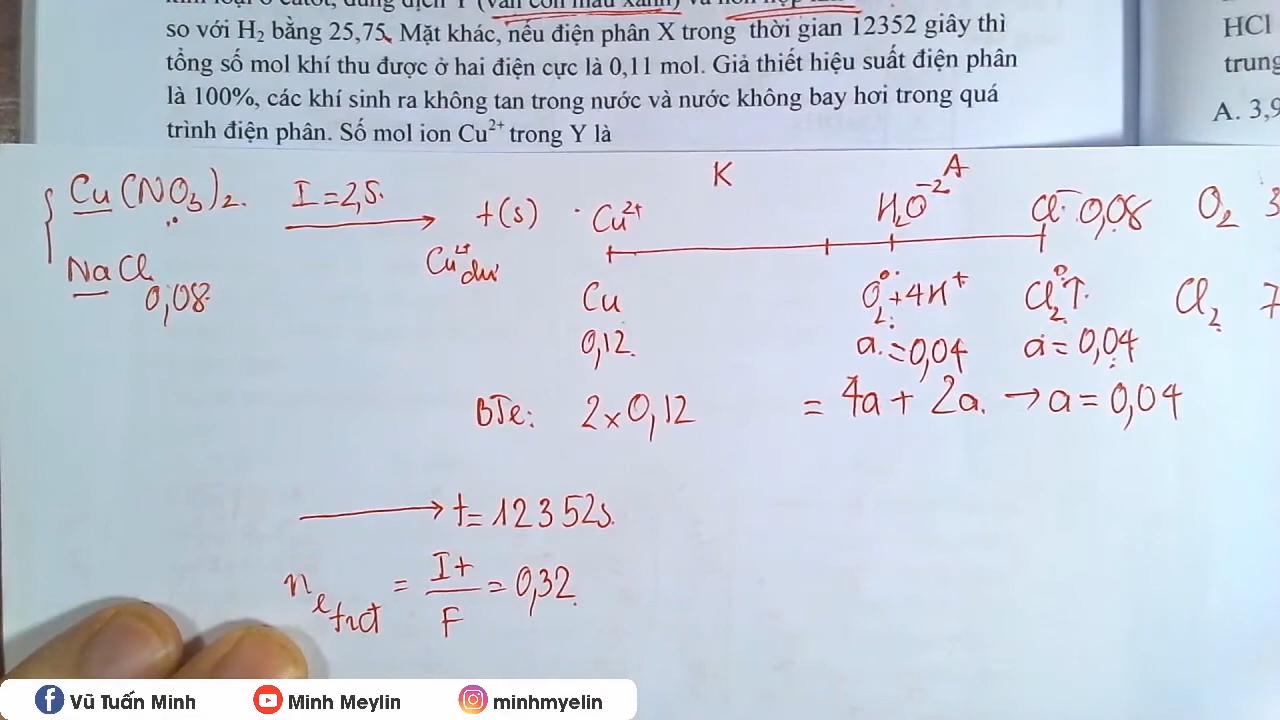 so với H₂ bằng 25,75. Mặt khác, nếu điện phân X trong thời gian 12352 giây thì
tổng số mol khí thu được ở hai điện cực là 0,11 mol. Giả thiết hiệu suất điện phân
là 100%, các khí sinh ra không tan trong nước và nước không bay hơi trong quá
trình điện phân. Số mol ion Cu²⁺ trong Y là
HCl
trung
A. 3,9
K
A
Cu(NO₃)₂ I = 2,5 t(s) Cu²⁺ H₂O⁻² Cl⁻ 0,08 O₂ 3
Cu²⁺ dư
NaCl
0,08
Cu O₂⁰ + 4H⁺ Cl₂⁰↑ Cl₂ 7
0,12 a = 0,04 a = 0,04
BTe: 2 × 0,12 = 4a + 2a → a = 0,04
t = 12352s
n e trđ = It/F = 0,32
Vũ Tuấn Minh
Minh Meylin
minhmyelin